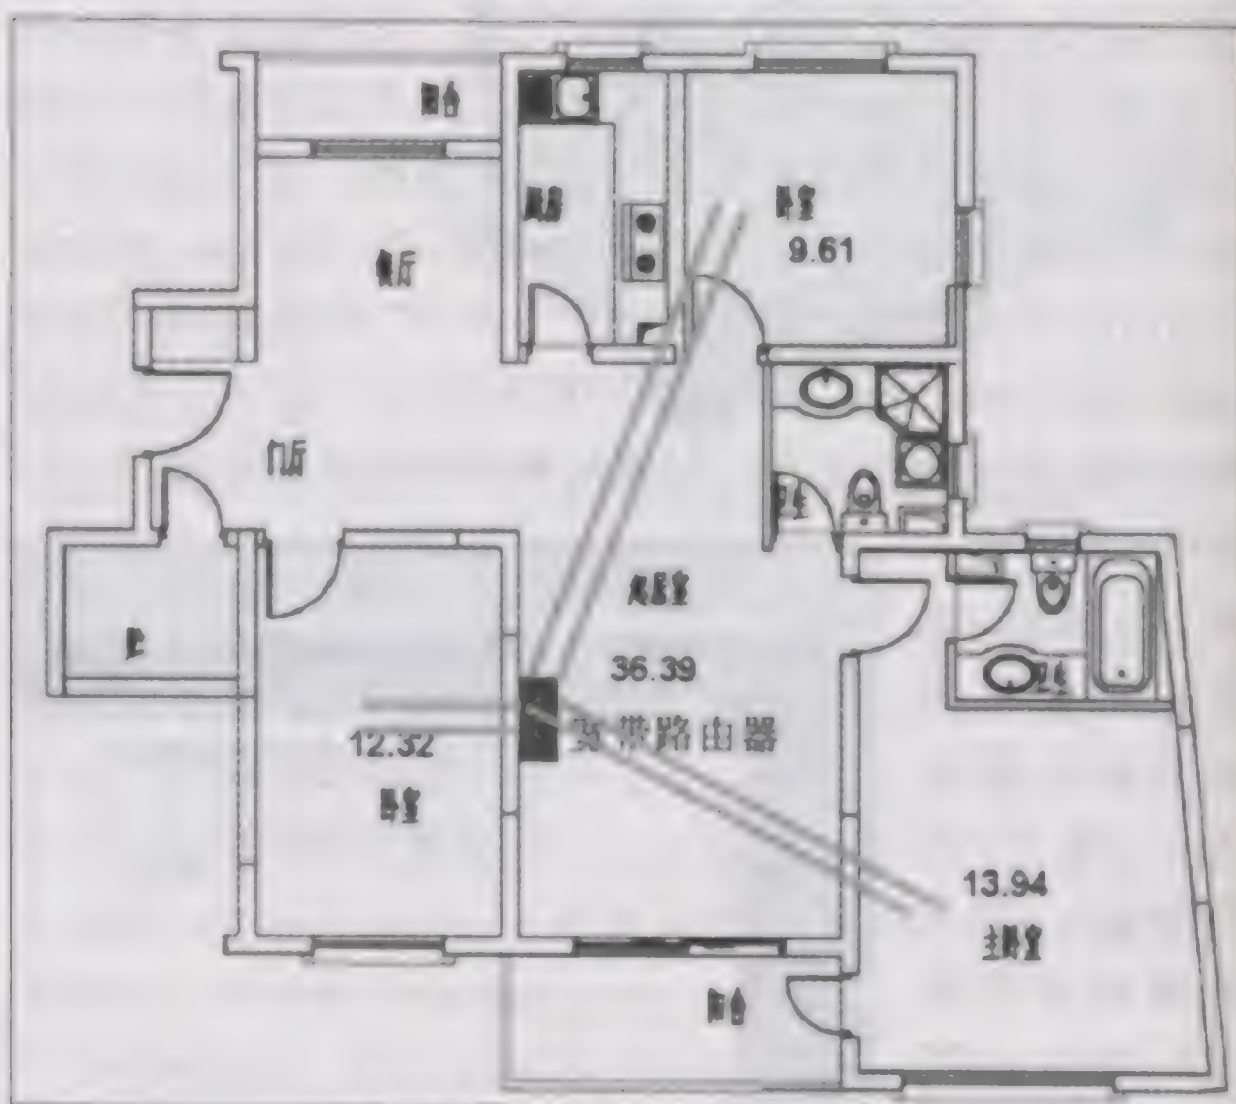 阳台
卧室
9.61
厨房
餐厅
门厅
卫生
起居室
36.39
贮
卫生
宽带路由器
12.32
卧室
13.94
主卧室
阳台